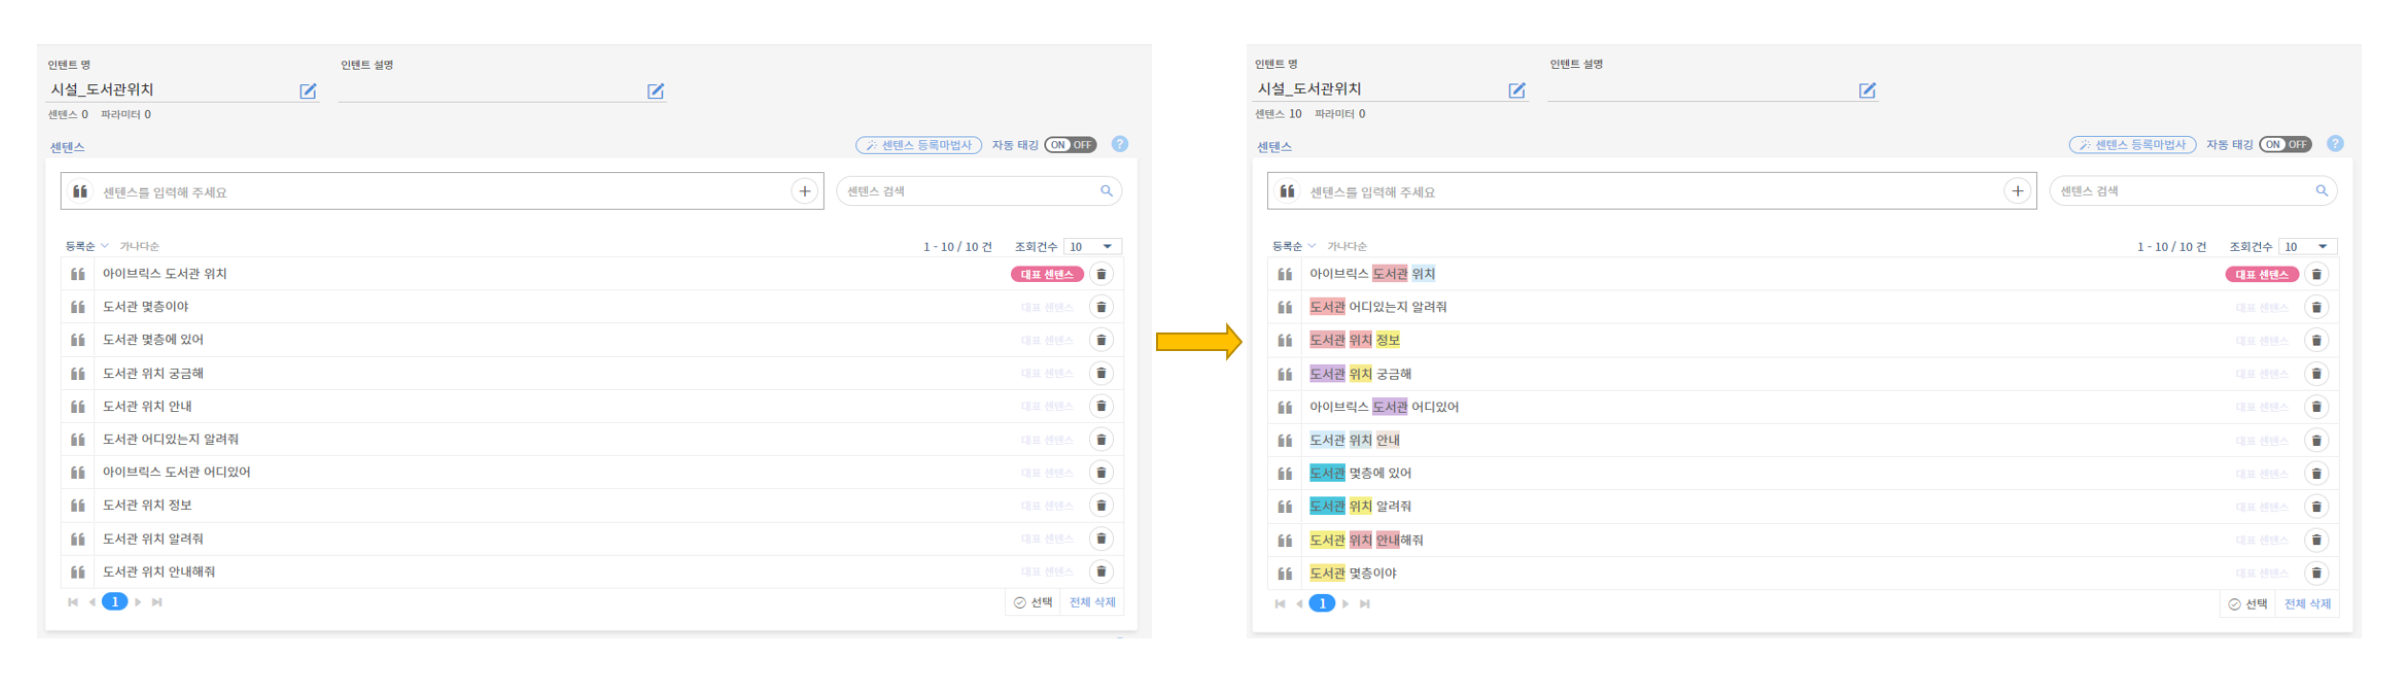 인텐트 명 인텐트 설명
시설_도서관위치
센텐스 0 파라미터 0
센텐스 센텐스 등록마법사 자동 태깅 ON OFF ?
센텐스를 입력해 주세요 + 센텐스 검색
등록순 가나다순 1 - 10 / 10 건 조회건수 10
아이브릭스 도서관 위치 대표 센텐스
도서관 몇층이야 대표 센텐스
도서관 몇층에 있어 대표 센텐스
도서관 위치 궁금해 대표 센텐스
도서관 위치 안내 대표 센텐스
도서관 어디있는지 알려줘 대표 센텐스
아이브릭스 도서관 어디있어 대표 센텐스
도서관 위치 정보 대표 센텐스
도서관 위치 알려줘 대표 센텐스
도서관 위치 안내해줘 대표 센텐스
1 선택 전체 삭제
인텐트 명 인텐트 설명
시설_도서관위치
센텐스 10 파라미터 0
센텐스 센텐스 등록마법사 자동 태깅 ON OFF ?
센텐스를 입력해 주세요 + 센텐스 검색
등록순 가나다순 1 - 10 / 10 건 조회건수 10
아이브릭스 도서관 위치 대표 센텐스
도서관 어디있는지 알려줘 대표 센텐스
도서관 위치 정보 대표 센텐스
도서관 위치 궁금해 대표 센텐스
아이브릭스 도서관 어디있어 대표 센텐스
도서관 위치 안내 대표 센텐스
도서관 몇층에 있어 대표 센텐스
도서관 위치 알려줘 대표 센텐스
도서관 위치 안내해줘 대표 센텐스
도서관 몇층이야 대표 센텐스
1 선택 전체 삭제